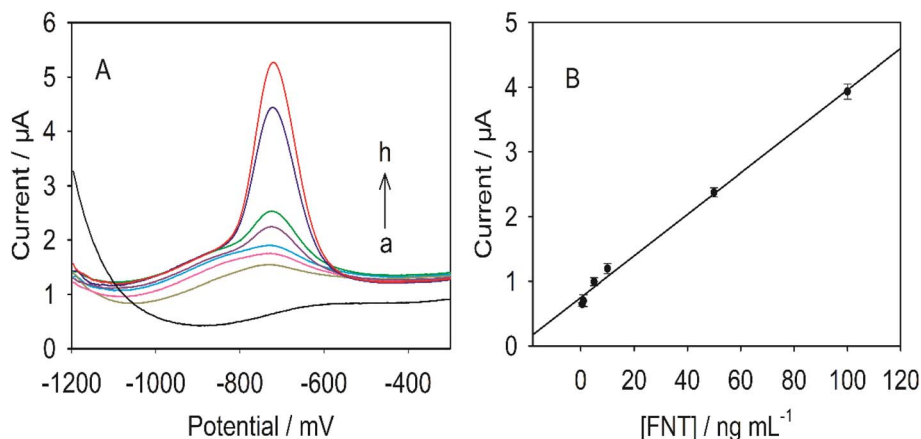 A
h
a
Current / µA
6
5
4
3
2
1
0
-1200 -1000 -800 -600 -400
Potential / mV
B
Current / µA
5
4
3
2
1
0
0 20 40 60 80 100 120
[FNT] / ng mL⁻¹